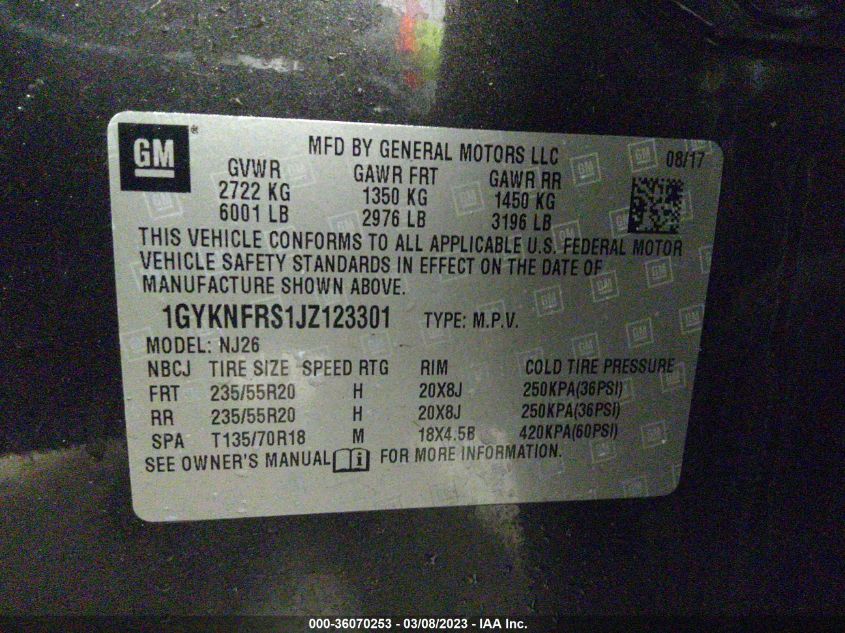 GM ®
MFD BY GENERAL MOTORS LLC 08/17
GVWR GAWR FRT GAWR RR
2722 KG 1350 KG 1450 KG
6001 LB 2976 LB 3196 LB
THIS VEHICLE CONFORMS TO ALL APPLICABLE U.S. FEDERAL MOTOR
VEHICLE SAFETY STANDARDS IN EFFECT ON THE DATE OF
MANUFACTURE SHOWN ABOVE.
1GYKNFRS1JZ123301 TYPE: M.P.V.
MODEL: NJ26
NBCJ TIRE SIZE SPEED RTG RIM COLD TIRE PRESSURE
FRT 235/55R20 H 20X8J 250KPA(36PSI)
RR 235/55R20 H 20X8J 250KPA(36PSI)
SPA T135/70R18 M 18X4.5B 420KPA(60PSI)
SEE OWNER'S MANUAL i FOR MORE INFORMATION.
000-36070253 - 03/08/2023 - IAA Inc.